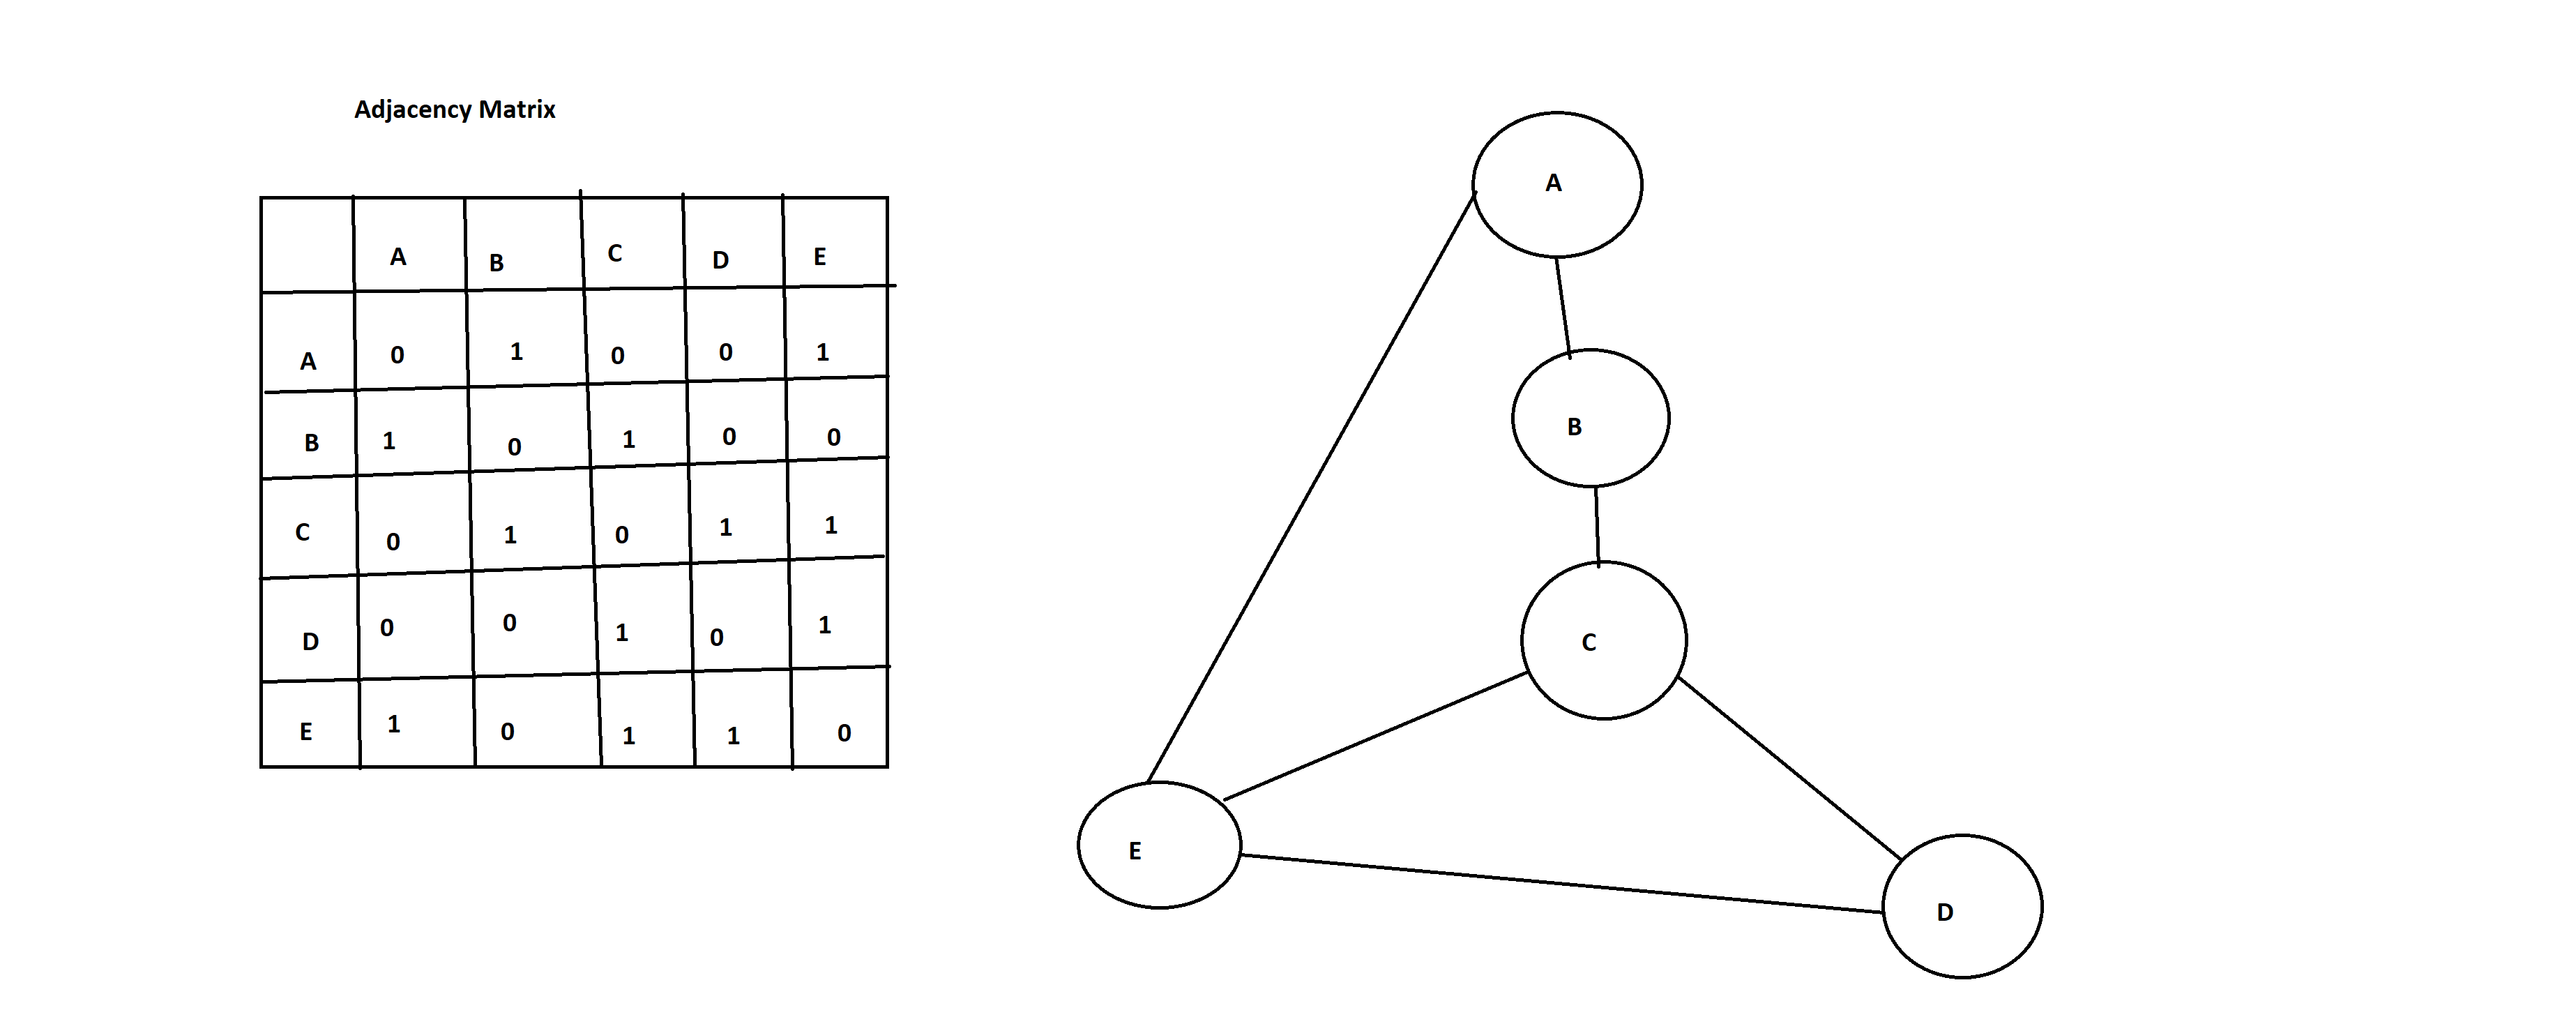 Adjacency Matrix
A B C D E
A 0 1 0 0 1
B 1 0 1 0 0
C 0 1 0 1 1
D 0 0 1 0 1
E 1 0 1 1 0
A
B
C
E
D